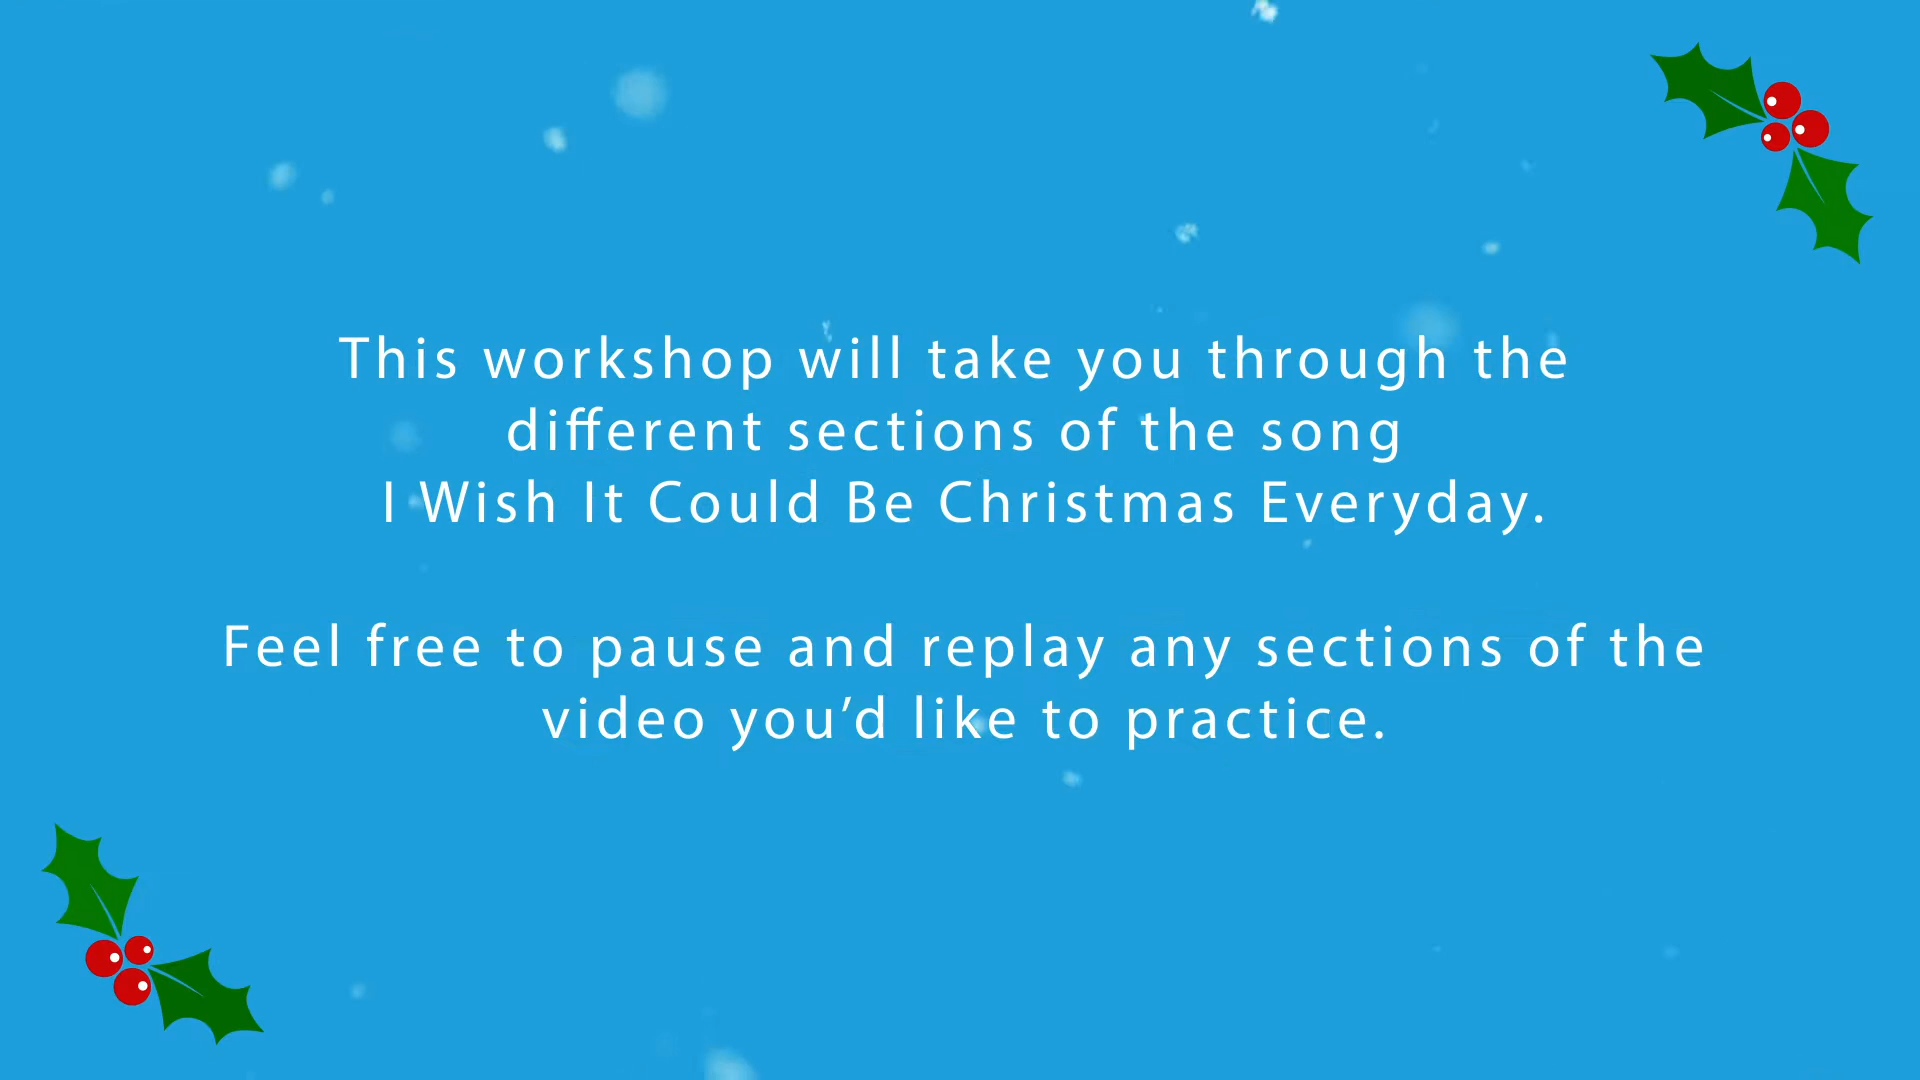 This workshop will take you through the
different sections of the song
I Wish It Could Be Christmas Everyday.
Feel free to pause and replay any sections of the
video you’d like to practice.